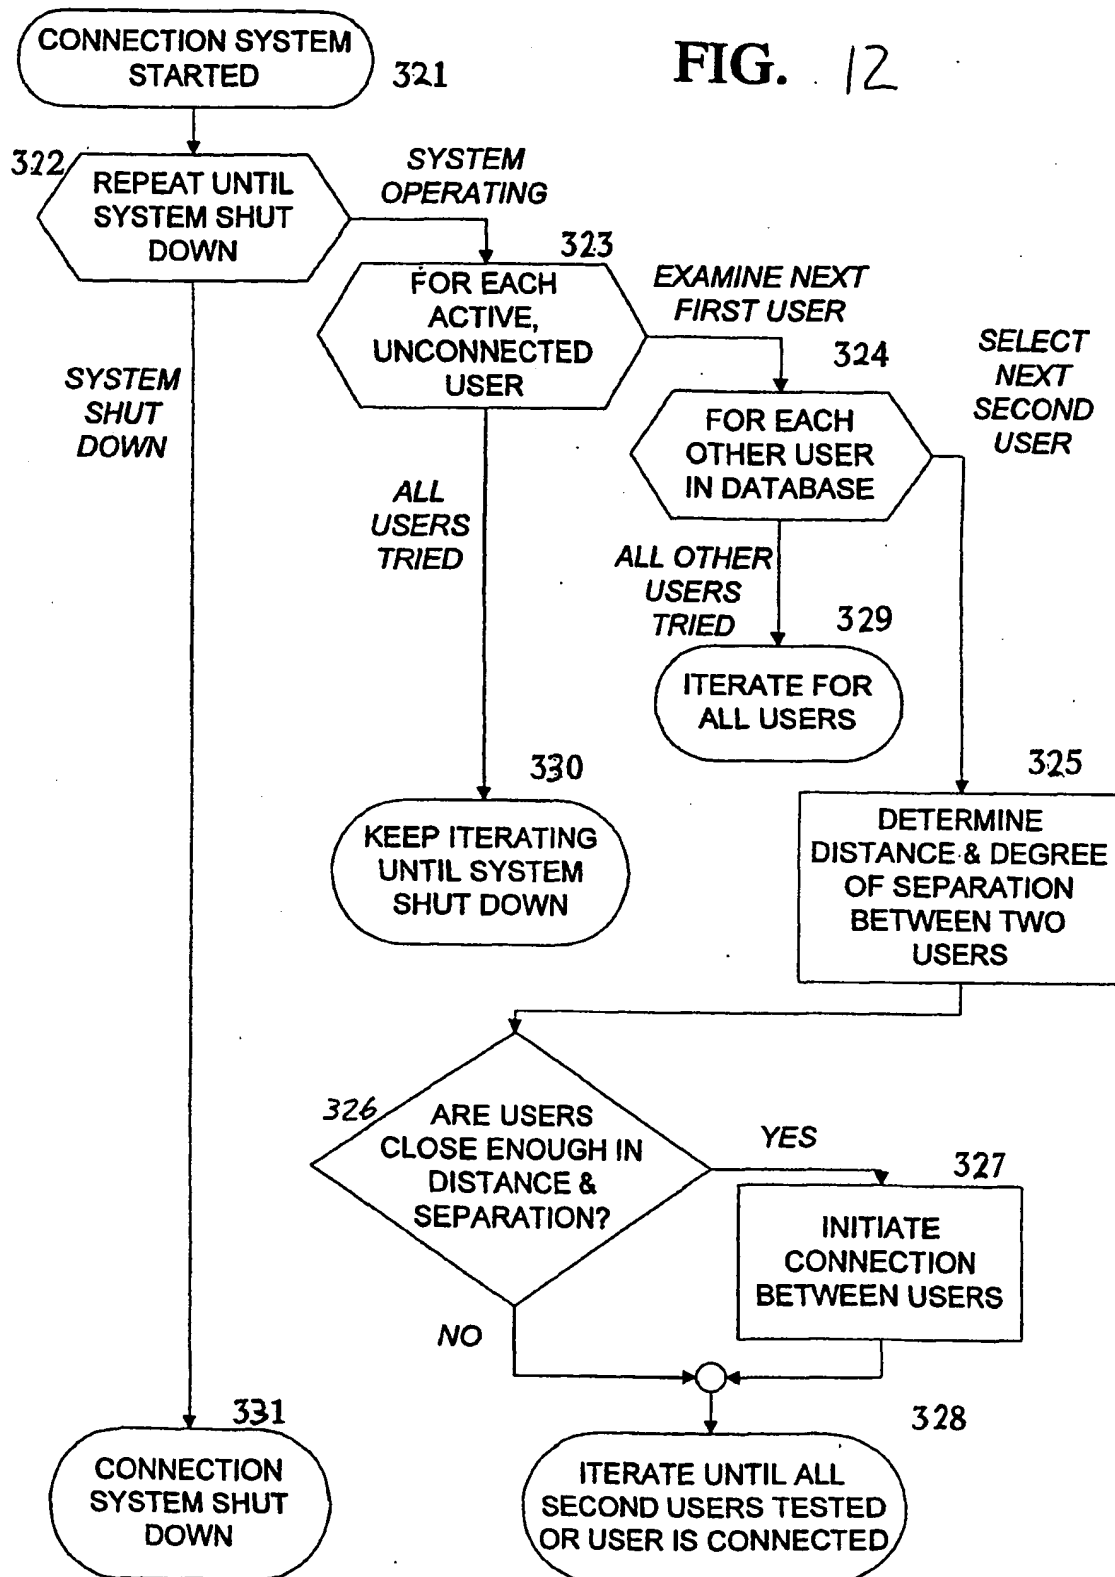 CONNECTION SYSTEM
STARTED
321
FIG. 12
322
REPEAT UNTIL
SYSTEM SHUT
DOWN
SYSTEM
OPERATING
323
FOR EACH
ACTIVE,
UNCONNECTED
USER
EXAMINE NEXT
FIRST USER
324
FOR EACH
OTHER USER
IN DATABASE
SELECT
NEXT
SECOND
USER
SYSTEM
SHUT
DOWN
ALL
USERS
TRIED
ALL OTHER
USERS
TRIED
329
ITERATE FOR
ALL USERS
330
KEEP ITERATING
UNTIL SYSTEM
SHUT DOWN
325
DETERMINE
DISTANCE & DEGREE
OF SEPARATION
BETWEEN TWO
USERS
326
ARE USERS
CLOSE ENOUGH IN
DISTANCE &
SEPARATION?
YES
327
INITIATE
CONNECTION
BETWEEN USERS
NO
328
ITERATE UNTIL ALL
SECOND USERS TESTED
OR USER IS CONNECTED
331
CONNECTION
SYSTEM SHUT
DOWN